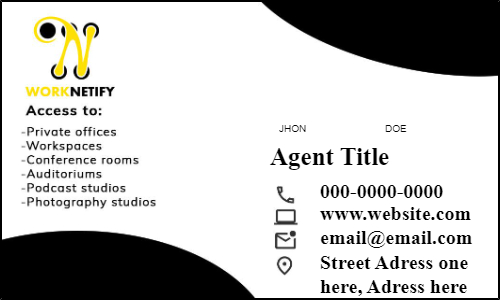 WORKNETIFY
Access to:
-Private offices
-Workspaces
-Conference rooms
-Auditoriums
-Podcast studios
-Photography studios
JHON DOE
Agent Title
000-0000-0000
www.website.com
email@email.com
Street Adress one
here, Adress here